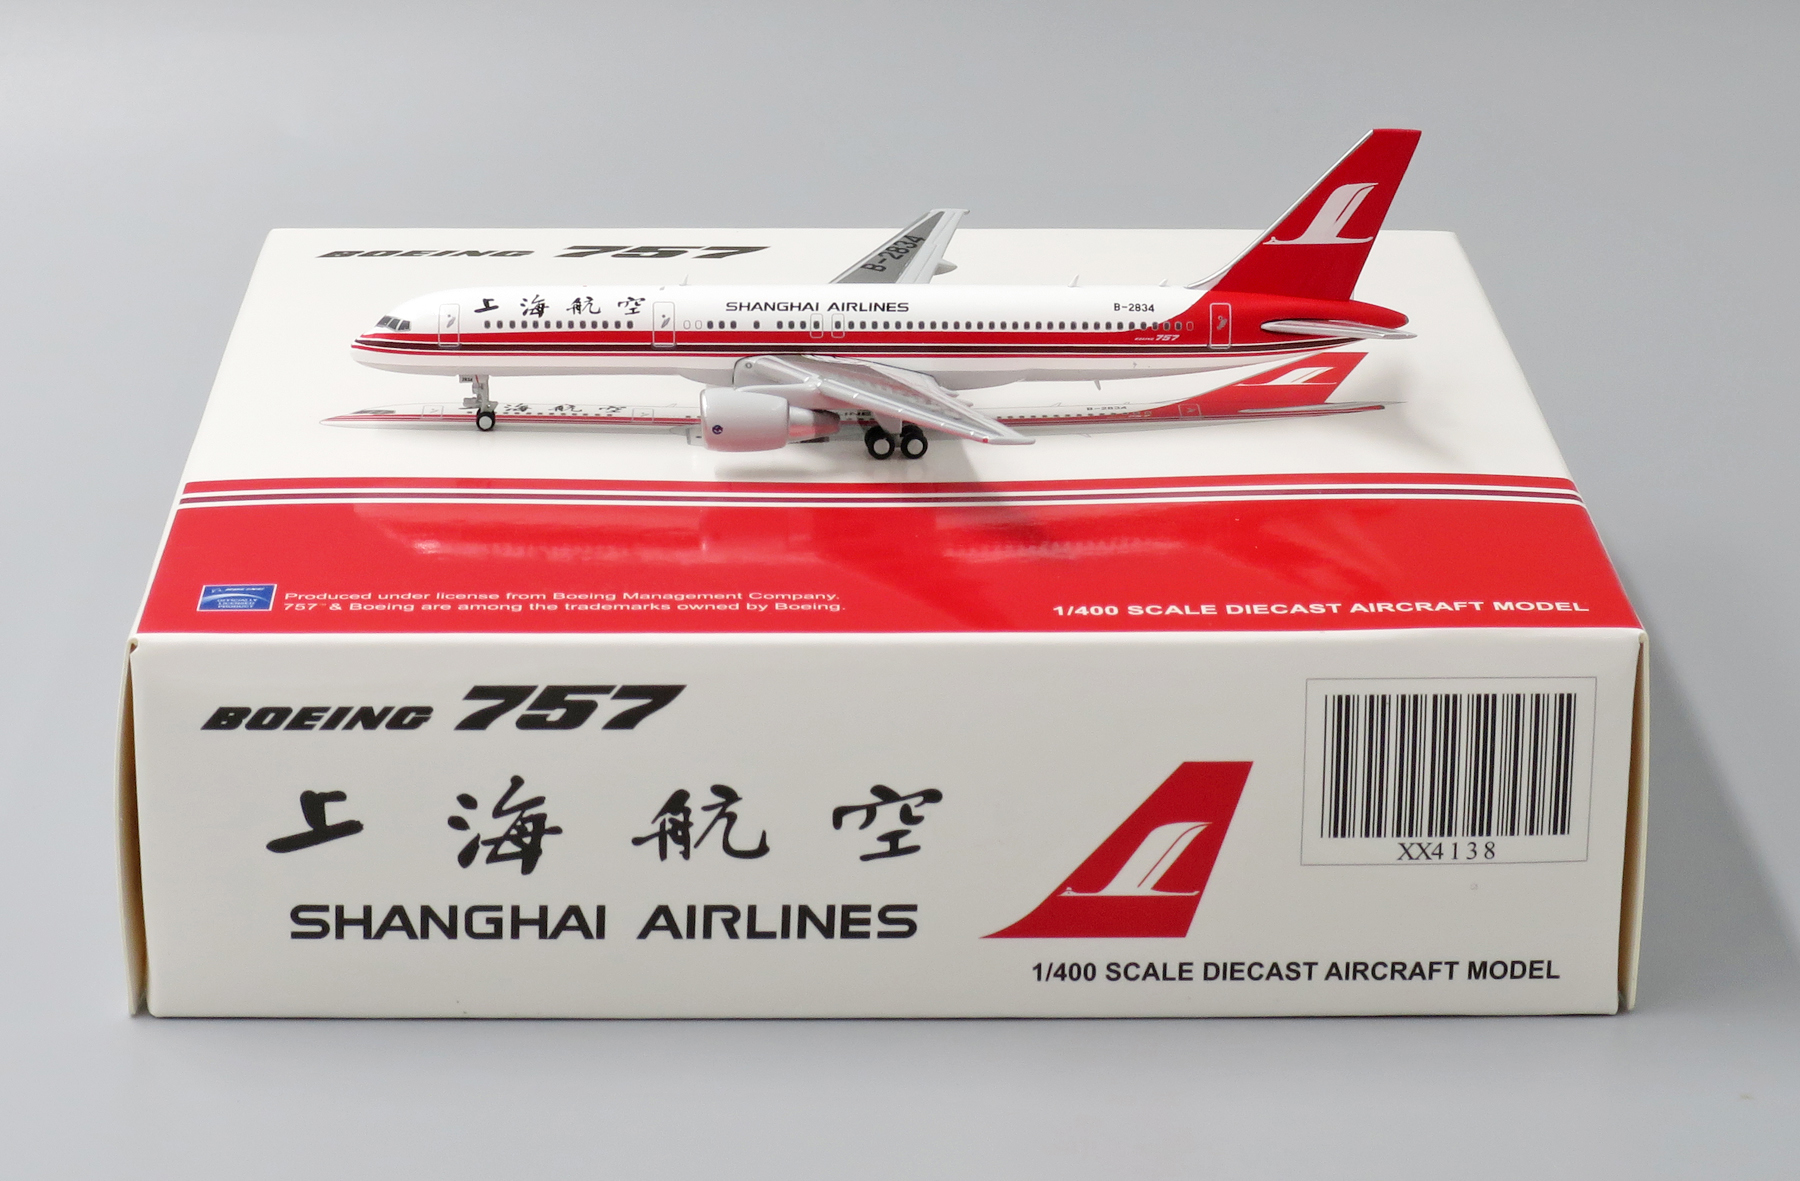 BOEING 757
B-2834
上海航空
SHANGHAI AIRLINES
B-2834
BOEING 757
Produced under license from Boeing Management Company.
757™ & Boeing are among the trademarks owned by Boeing.
1/400 SCALE DIECAST AIRCRAFT MODEL
BOEING 757
上海航空
SHANGHAI AIRLINES
XX4138
1/400 SCALE DIECAST AIRCRAFT MODEL